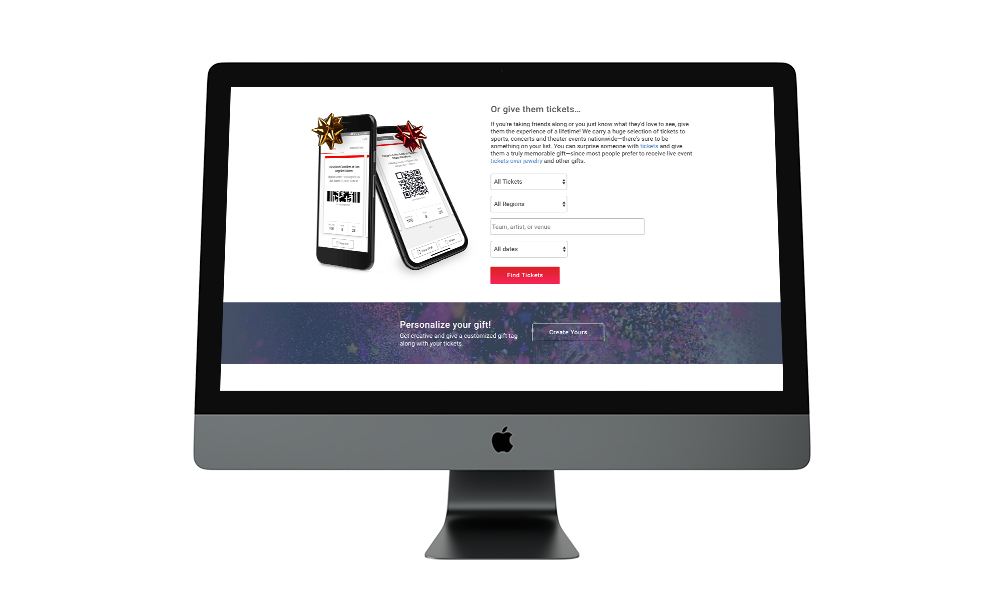 Or give them tickets...
If you're taking friends along or you just know what they'd love to see, give
them the experience of a lifetime! We carry a huge selection of tickets to
sports, concerts and theater events nationwide—there's sure to be
something on your list. You can surprise someone with tickets and give
them a truly memorable gift—since most people prefer to receive live event
tickets over jewelry and other gifts.
All Tickets
All Regions
Team, artist, or venue
All dates
Find Tickets
Personalize your gift!
Get creative and give a customized gift tag
along with your tickets.
Create Yours